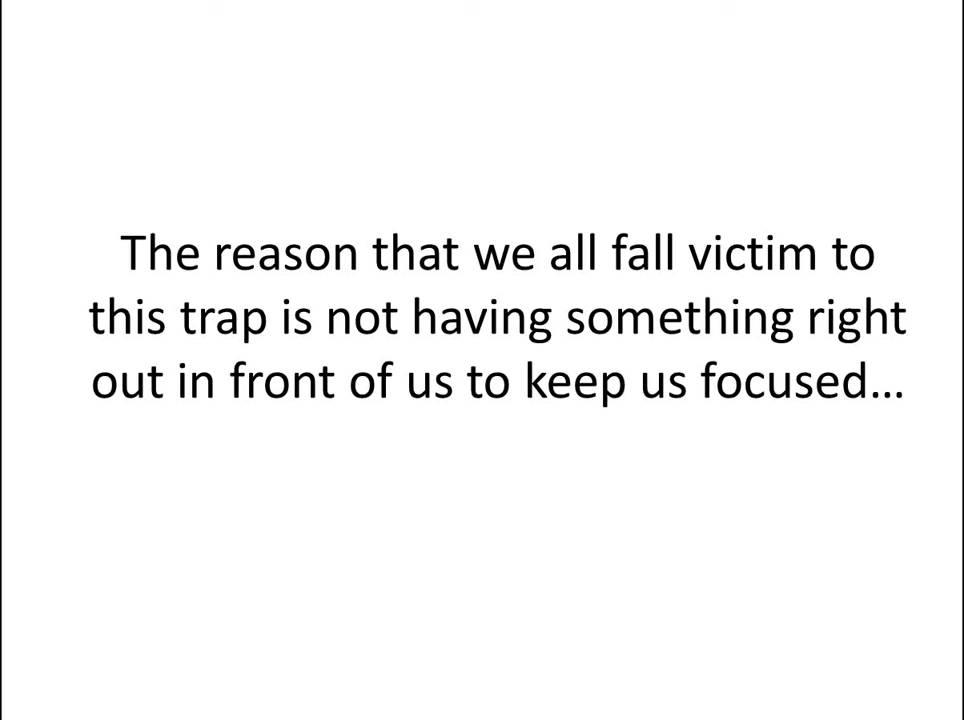 The reason that we all fall victim to
this trap is not having something right
out in front of us to keep us focused...